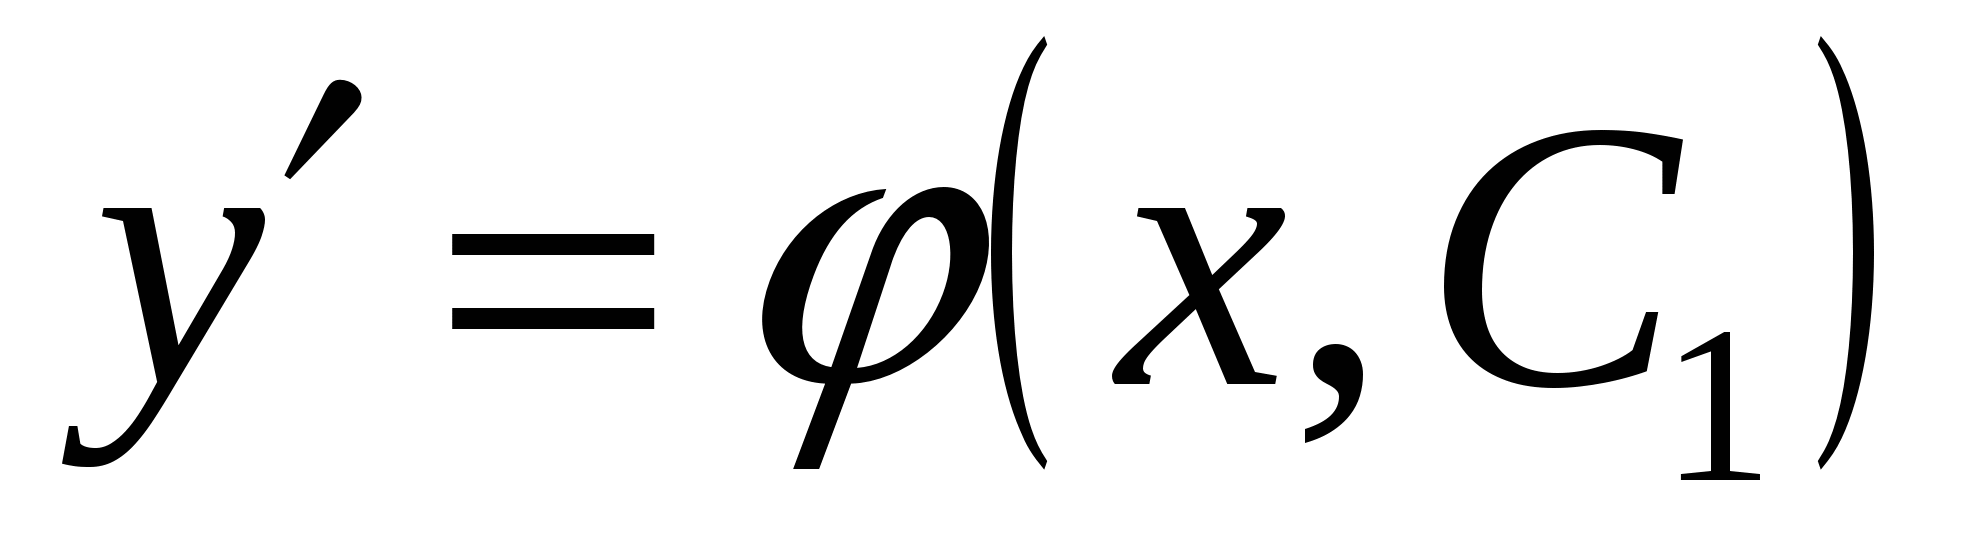 y′ = φ(x, C₁)